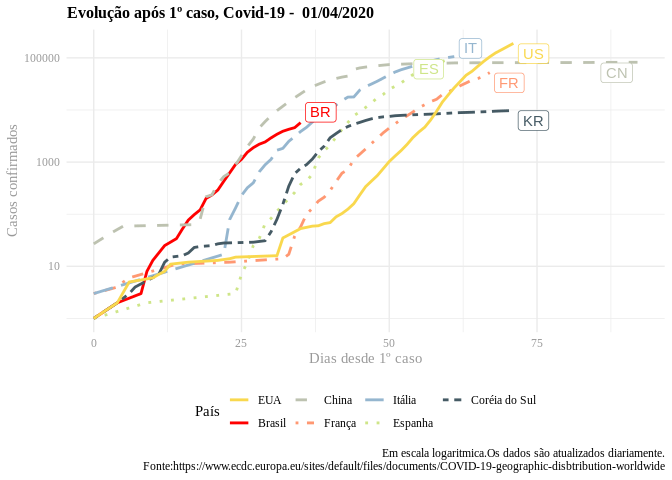 Evolução após 1º caso, Covid-19 - 01/04/2020
Casos confirmados
100000
1000
10
IT
US
ES
CN
FR
BR
KR
0
25
50
75
Dias desde 1º caso
País
EUA
China
Itália
Coréia do Sul
Brasil
França
Espanha
Em escala logaritmica.Os dados são atualizados diariamente.
Fonte:https://www.ecdc.europa.eu/sites/default/files/documents/COVID-19-geographic-disbtribution-worldwide